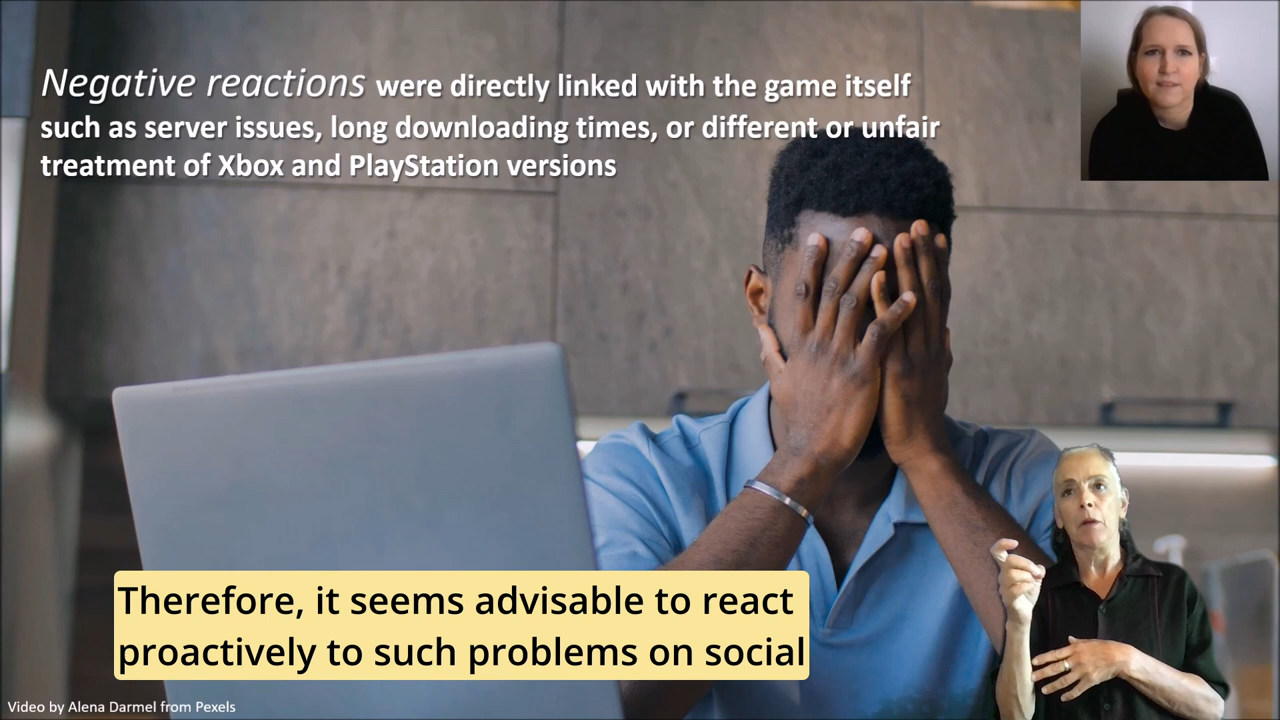 Negative reactions were directly linked with the game itself
such as server issues, long downloading times, or different or unfair
treatment of Xbox and PlayStation versions
Therefore, it seems advisable to react
proactively to such problems on social
Video by Alena Darmel from Pexels